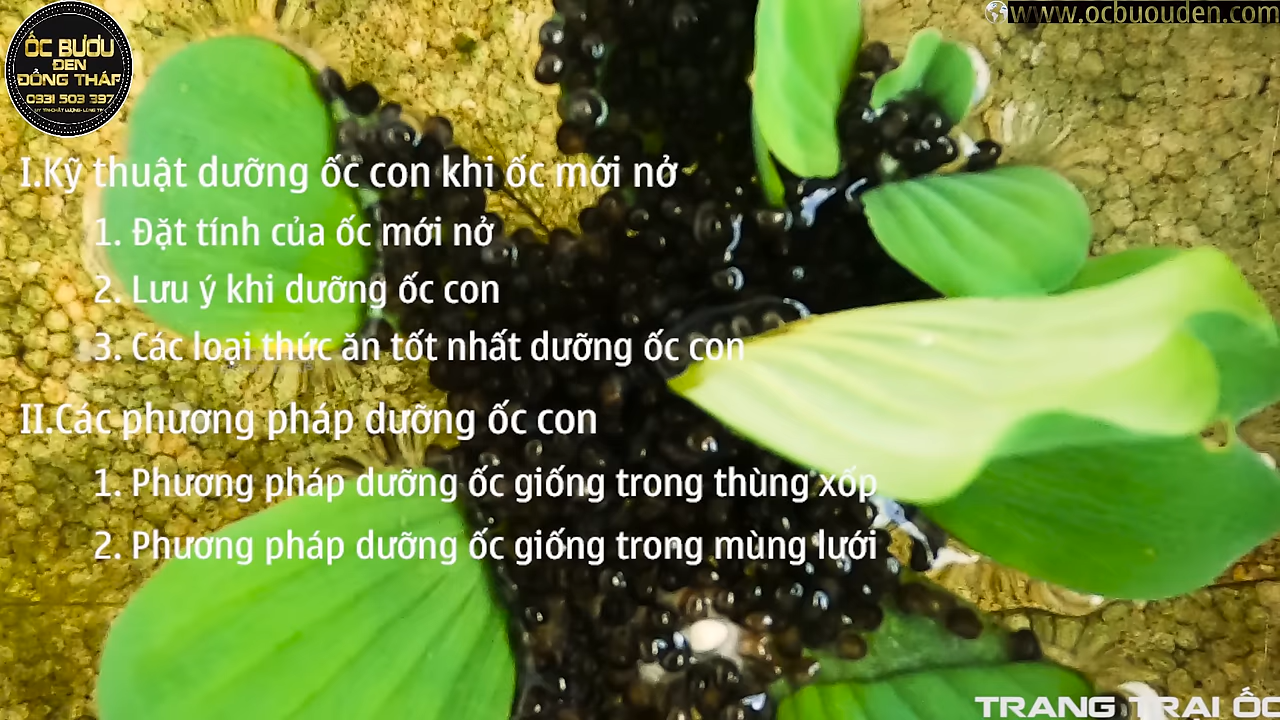 ỐC BƯƠU
ĐEN
ĐỒNG THÁP
0331 503 397
www.ocbuouden.com
I.Kỹ thuật dưỡng ốc con khi ốc mới nở
1. Đặt tính của ốc mới nở
2. Lưu ý khi dưỡng ốc con
3. Các loại thức ăn tốt nhất dưỡng ốc con
II.Các phương pháp dưỡng ốc con
1. Phương pháp dưỡng ốc giống trong thùng xốp
2. Phương pháp dưỡng ốc giống trong mùng lưới
TRANG TRẠI ỐC